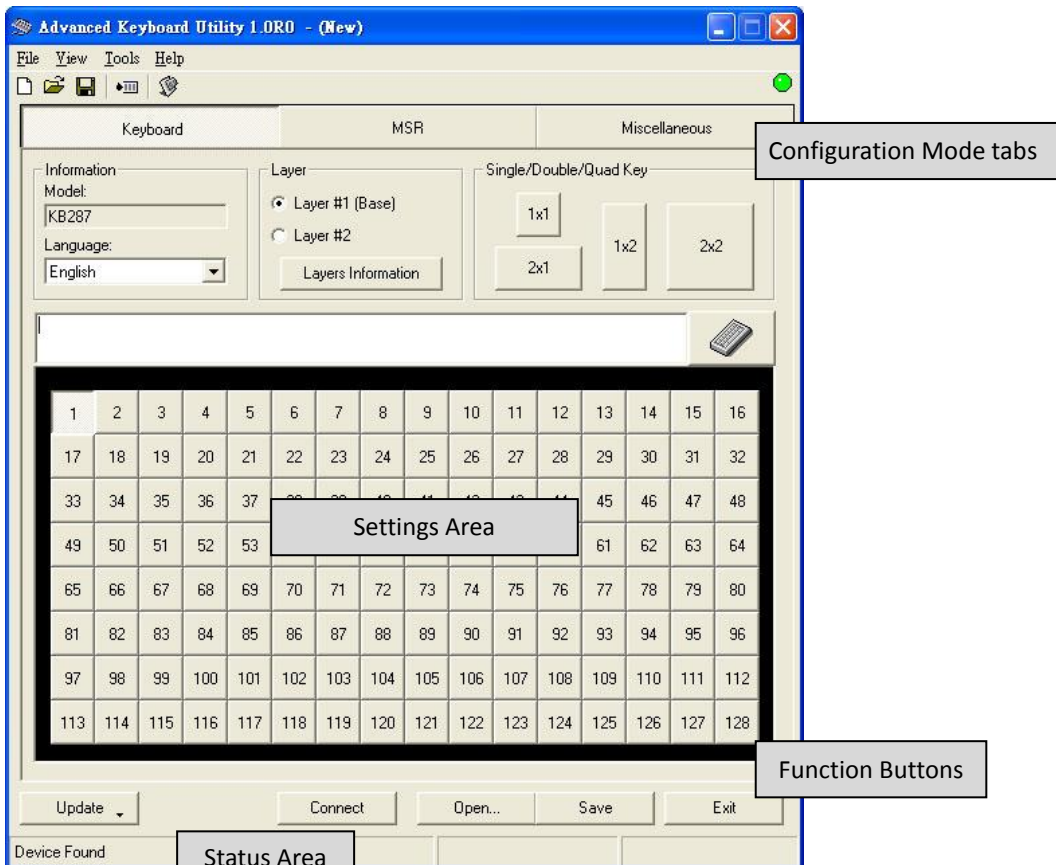 Advanced Keyboard Utility 1.0R0 - (New)
File View Tools Help
Keyboard MSR Miscellaneous
Configuration Mode tabs
Information Layer Single/Double/Quad Key
Model:
KB287
Language:
English
Layer #1 (Base)
Layer #2
Layers Information
1x1
2x1
1x2
2x2
1 2 3 4 5 6 7 8 9 10 11 12 13 14 15 16
17 18 19 20 21 22 23 24 25 26 27 28 29 30 31 32
33 34 35 36 37 45 46 47 48
Settings Area
49 50 51 52 53 61 62 63 64
65 66 67 68 69 70 71 72 73 74 75 76 77 78 79 80
81 82 83 84 85 86 87 88 89 90 91 92 93 94 95 96
97 98 99 100 101 102 103 104 105 106 107 108 109 110 111 112
113 114 115 116 117 118 119 120 121 122 123 124 125 126 127 128
Function Buttons
Update Connect Open... Save Exit
Device Found
Status Area